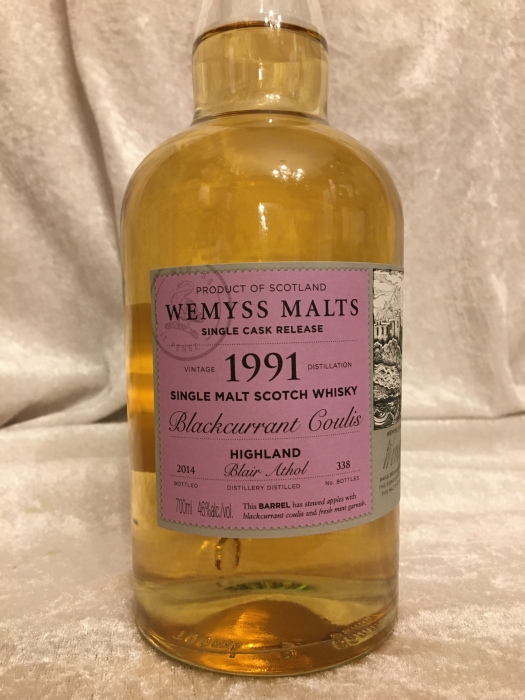 PRODUCT OF SCOTLAND
WEMYSS MALTS
SINGLE CASK RELEASE
VINTAGE 1991 DISTILLATION
SINGLE MALT SCOTCH WHISKY
Blackcurrant Coulis
HIGHLAND
2014 Blair Athol 338
BOTTLED DISTILLERY DISTILLED No. BOTTLES
700ml 46%alc/vol. This BARREL has stewed apples with
blackcurrant coulis and fresh mint garnish.